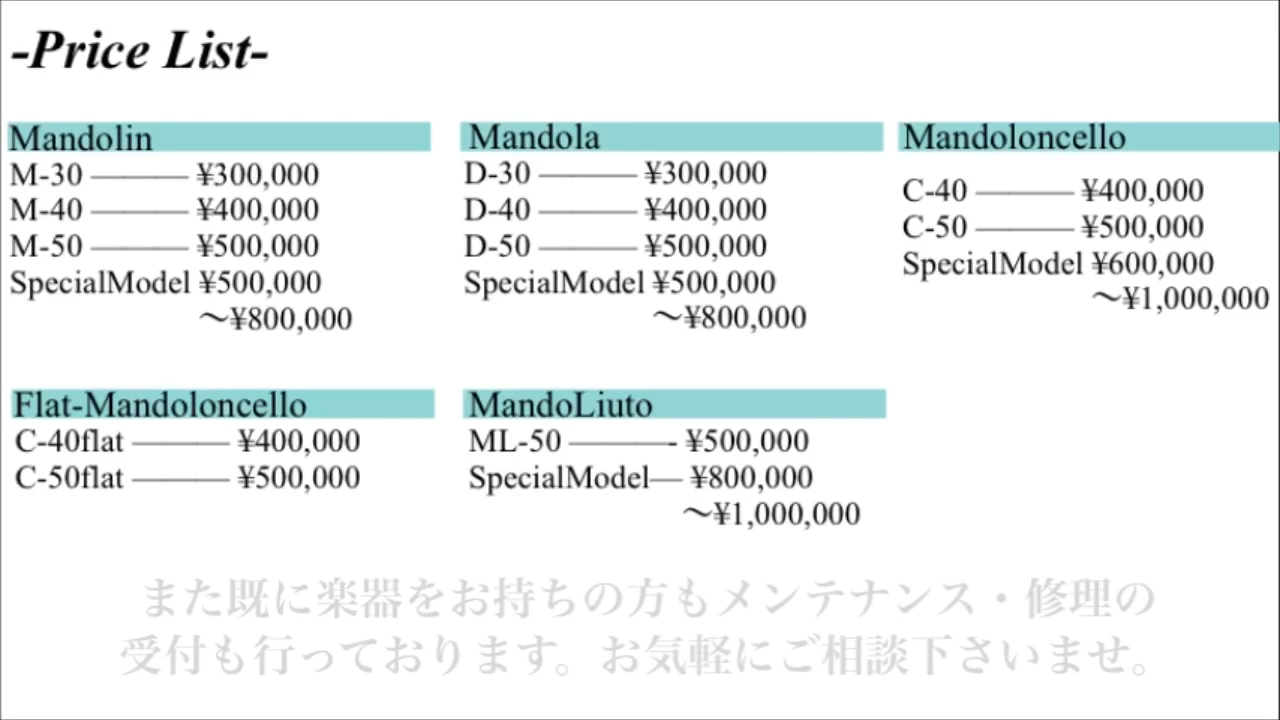 -Price List-
Mandolin
M-30 ———— ¥300,000
M-40 ———— ¥400,000
M-50 ———— ¥500,000
SpecialModel ¥500,000
～¥800,000
Mandola
D-30 ———— ¥300,000
D-40 ———— ¥400,000
D-50 ———— ¥500,000
SpecialModel ¥500,000
～¥800,000
Mandoloncello
C-40 ———— ¥400,000
C-50 ———— ¥500,000
SpecialModel ¥600,000
～¥1,000,000
Flat-Mandoloncello
C-40flat ———— ¥400,000
C-50flat ———— ¥500,000
MandoLiuto
ML-50 ————- ¥500,000
SpecialModel— ¥800,000
～¥1,000,000
また既に楽器をお持ちの方もメンテナンス・修理の
受付も行っております。お気軽にご相談下さいませ。